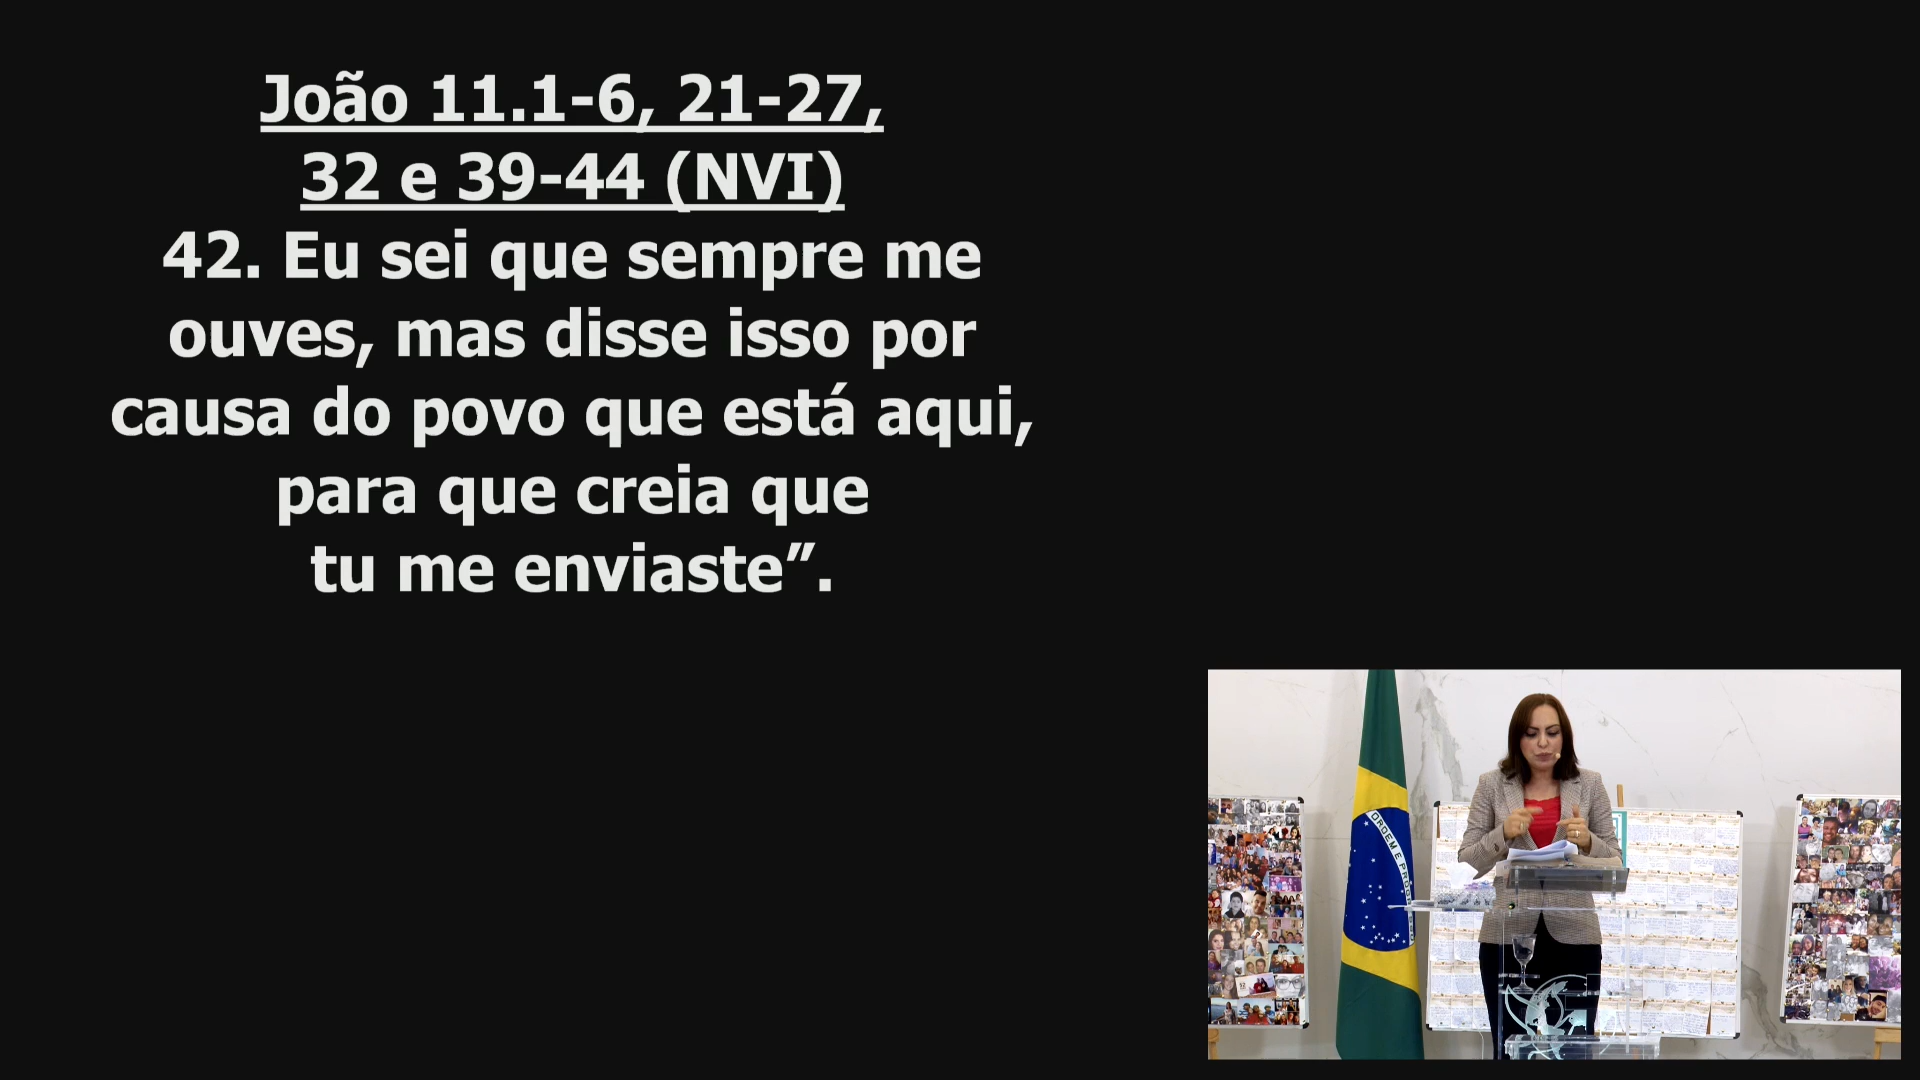 João 11.1-6, 21-27,
32 e 39-44 (NVI)
42. Eu sei que sempre me
ouves, mas disse isso por
causa do povo que está aqui,
para que creia que
tu me enviaste”.
ORDEM E PROG